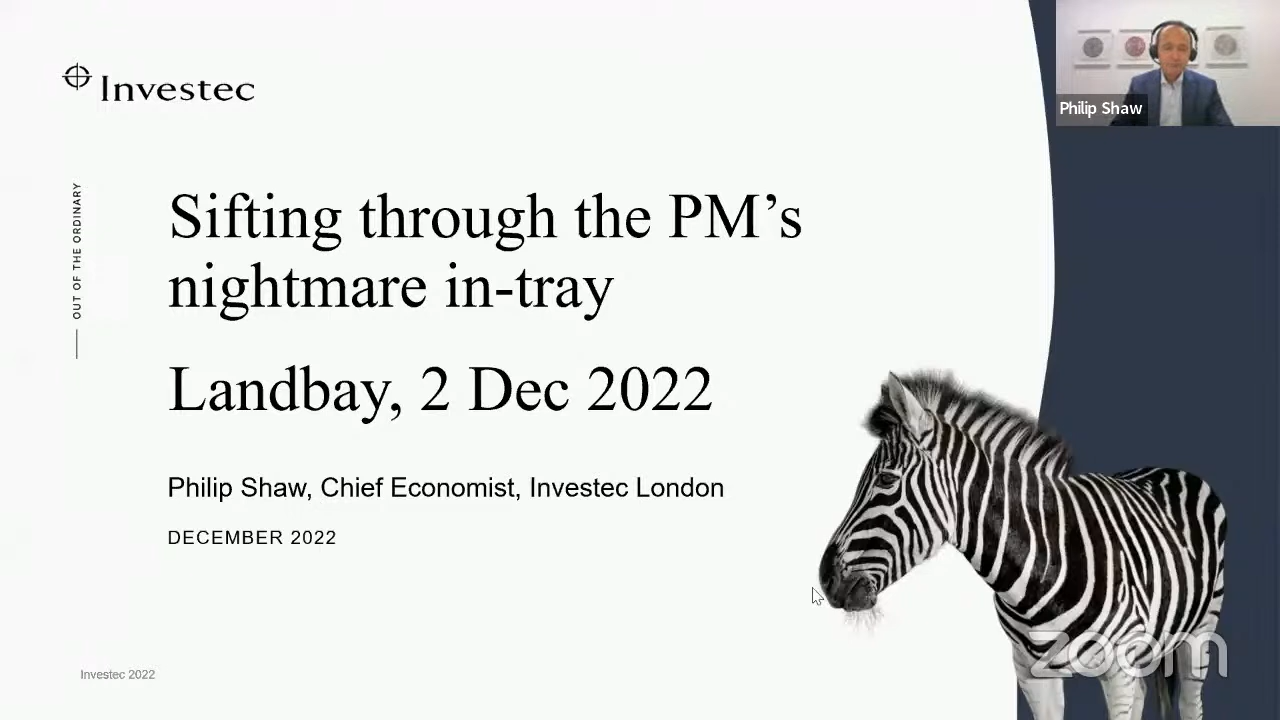 Investec
OUT OF THE ORDINARY
Sifting through the PM’s
nightmare in-tray
Landbay, 2 Dec 2022
Philip Shaw, Chief Economist, Investec London
DECEMBER 2022
Investec 2022
Philip Shaw
zoom